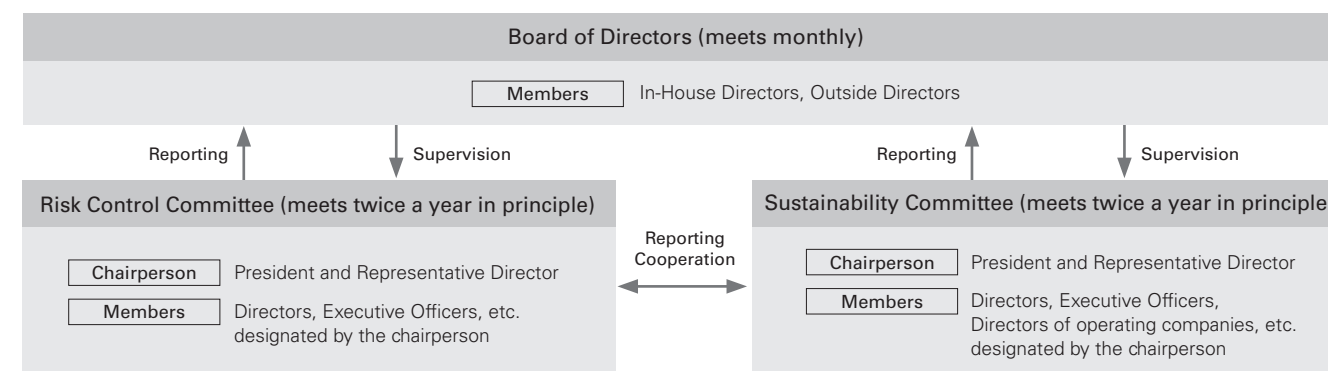 Board of Directors (meets monthly)
Members
In-House Directors, Outside Directors
Reporting
Supervision
Reporting
Supervision
Risk Control Committee (meets twice a year in principle)
Chairperson
President and Representative Director
Members
Directors, Executive Officers, etc.
designated by the chairperson
Reporting
Cooperation
Sustainability Committee (meets twice a year in principle
Chairperson
President and Representative Director
Members
Directors, Executive Officers,
Directors of operating companies, etc.
designated by the chairperson